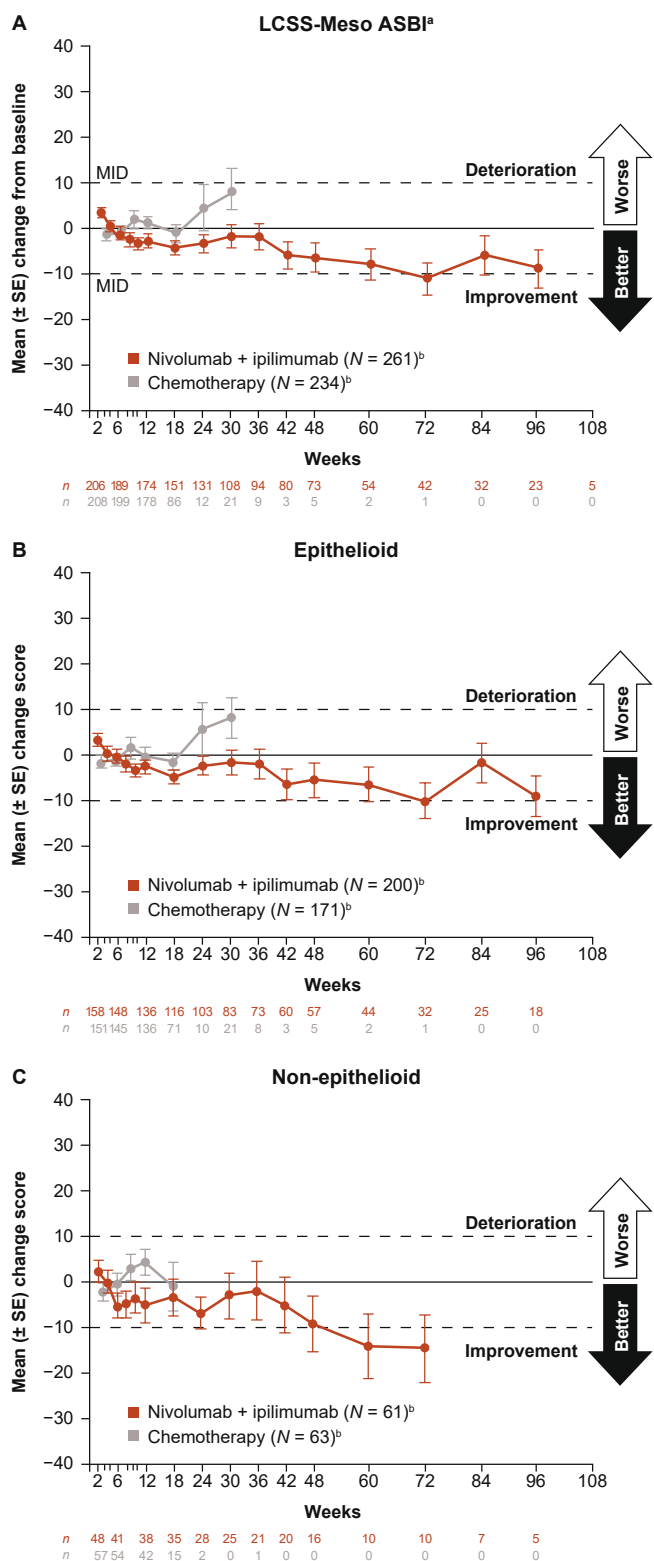 A
LCSS-Meso ASBIᵃ
Mean (± SE) change from baseline
40
30
20
10
0
−10
−20
−30
−40
MID
MID
Deterioration
Improvement
Worse
Better
Nivolumab + ipilimumab (N = 261)ᵇ
Chemotherapy (N = 234)ᵇ
2 6 12 18 24 30 36 42 48 60 72 84 96 108
Weeks
n 206 189 174 151 131 108 94 80 73 54 42 32 23 5
n 208 199 178 86 12 21 9 3 5 2 1 0 0 0
B
Epithelioid
Mean (± SE) change score
40
30
20
10
0
−10
−20
−30
−40
Deterioration
Improvement
Worse
Better
Nivolumab + ipilimumab (N = 200)ᵇ
Chemotherapy (N = 171)ᵇ
2 6 12 18 24 30 36 42 48 60 72 84 96 108
Weeks
n 158 148 136 116 103 83 73 60 57 44 32 25 18
n 151 145 136 71 10 21 8 3 5 2 1 0 0
C
Non-epithelioid
Mean (± SE) change score
40
30
20
10
0
−10
−20
−30
−40
Deterioration
Improvement
Worse
Better
Nivolumab + ipilimumab (N = 61)ᵇ
Chemotherapy (N = 63)ᵇ
2 6 12 18 24 30 36 42 48 60 72 84 96 108
Weeks
n 48 41 38 35 28 25 21 20 16 10 10 7 5
n 57 54 42 15 2 0 1 0 0 0 0 0 0